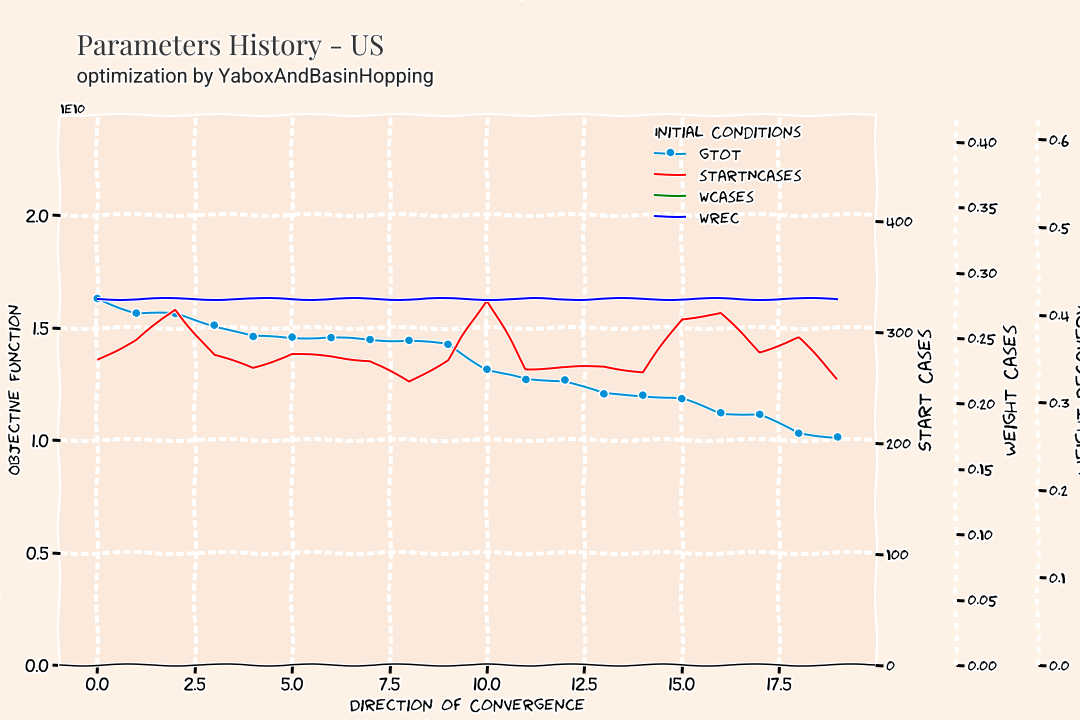 Parameters History - US
optimization by YaboxAndBasinHopping
1E10
INITIAL CONDITIONS
GTOT
STARTNCASES
WCASES
WREC
2.0
1.5
1.0
0.5
0.0
OBJECTIVE FUNCTION
0.0 2.5 5.0 7.5 10.0 12.5 15.0 17.5
DIRECTION OF CONVERGENCE
400
300
200
100
0
START CASES
0.40
0.35
0.30
0.25
0.20
0.15
0.10
0.05
0.00
WEIGHT CASES
0.6
0.5
0.4
0.3
0.2
0.1
0.0